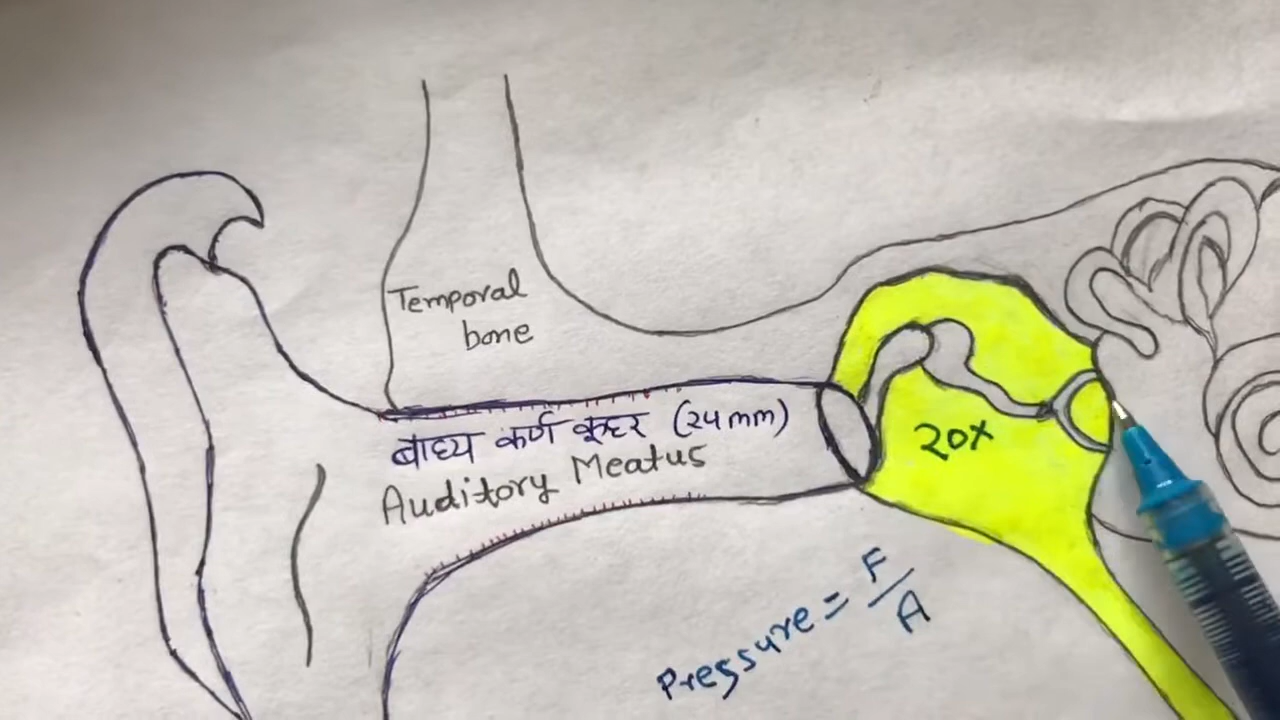 Temporal
bone
बाह्य कर्ण कुहर (24mm)
Auditory Meatus
20x
Pressure = F/A